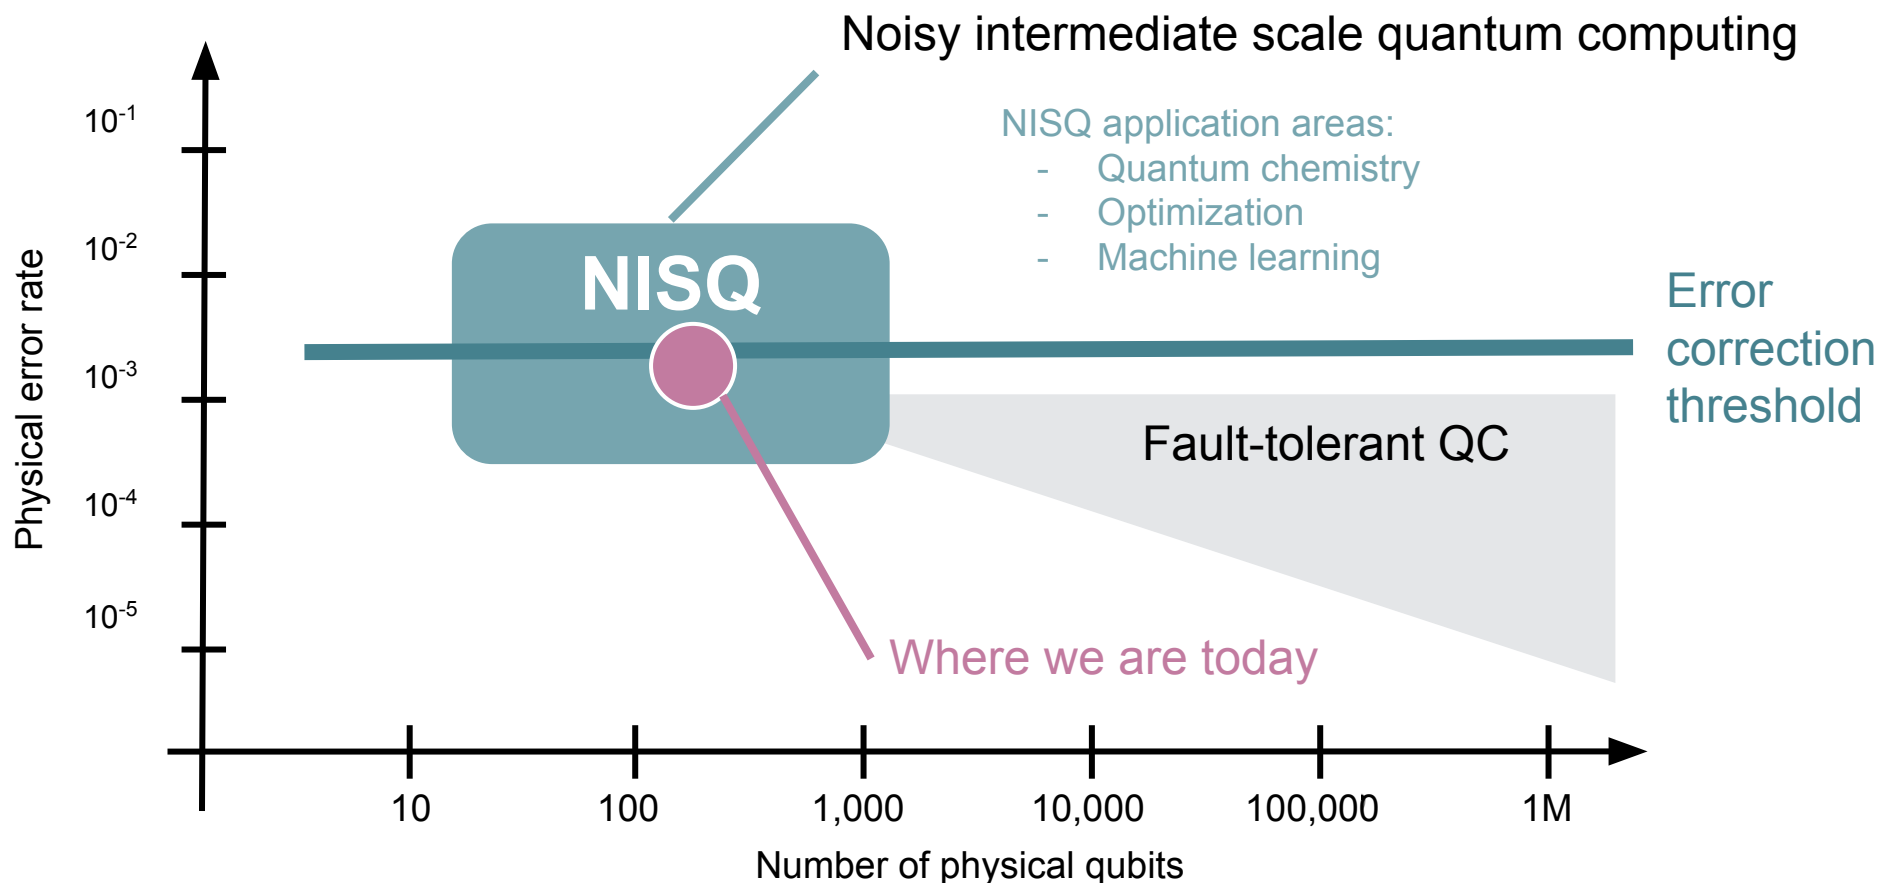 Noisy intermediate scale quantum computing
NISQ application areas:
- Quantum chemistry
- Optimization
- Machine learning
NISQ
Error
correction
threshold
Fault-tolerant QC
Where we are today
Physical error rate
10⁻¹
10⁻²
10⁻³
10⁻⁴
10⁻⁵
10
100
1,000
10,000
100,000
1M
Number of physical qubits